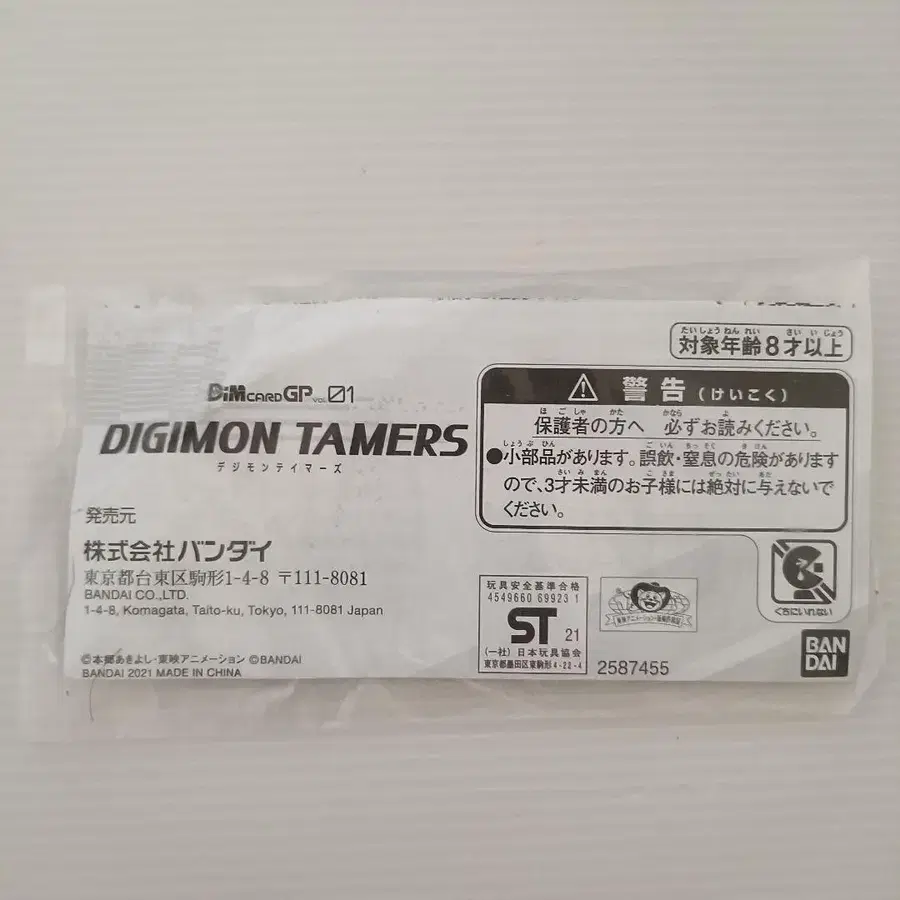 対象年齢8才以上
たいしょうねんれい さいいじょう
DiMCARD GP VOL.01
DIGIMON TAMERS
デジモンテイマーズ
警告(けいこく)
保護者の方へ 必ずお読みください。
ほごしゃ かた かなら よ
●小部品があります。誤飲・窒息の危険があります
しょうぶひん ごいん ちっそく きけん
ので、3才未満のお子様には絶対に与えないで
さいみまん こさま ぜったい あた
ください。
発売元
株式会社バンダイ
東京都台東区駒形1-4-8 〒111-8081
BANDAI CO.,LTD.
1-4-8, Komagata, Taito-ku, Tokyo, 111-8081 Japan
©本郷あきよし・東映アニメーション ©BANDAI
BANDAI 2021 MADE IN CHINA
玩具安全基準合格
4549660 69923 1
ST 21
(一社)日本玩具協会
東京都墨田区東駒形4-22-4
2587455
くちにいれない
BAN
DAI